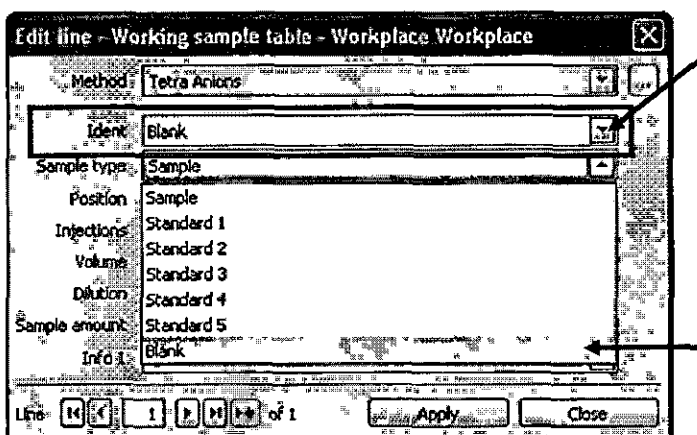 Edit line - Working sample table - Workplace Workplace
Method Tetra Anions
Ident Blank
Sample type Sample
Position Sample
Injections Standard 1
Standard 2
Volume Standard 3
Dilution Standard 4
Sample amount Standard 5
Info 1 Blank
Line 1 of 1 Apply Close